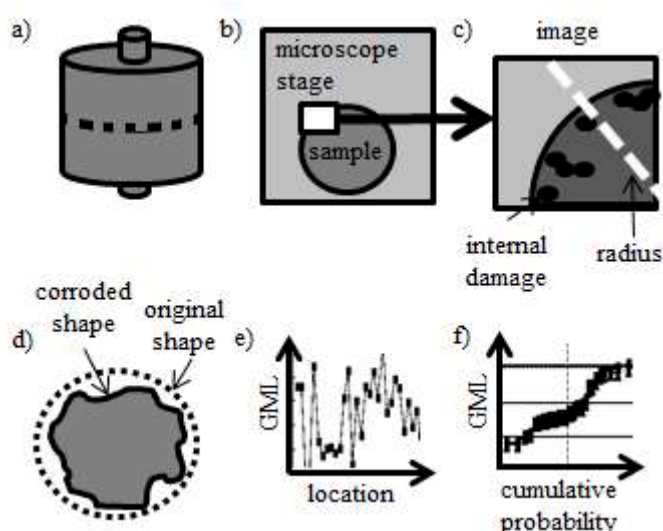 a)
b)
microscope
stage
sample
c)
image
internal
damage
radius
d)
corroded
shape
original
shape
e)
GML
location
f)
GML
cumulative
probability